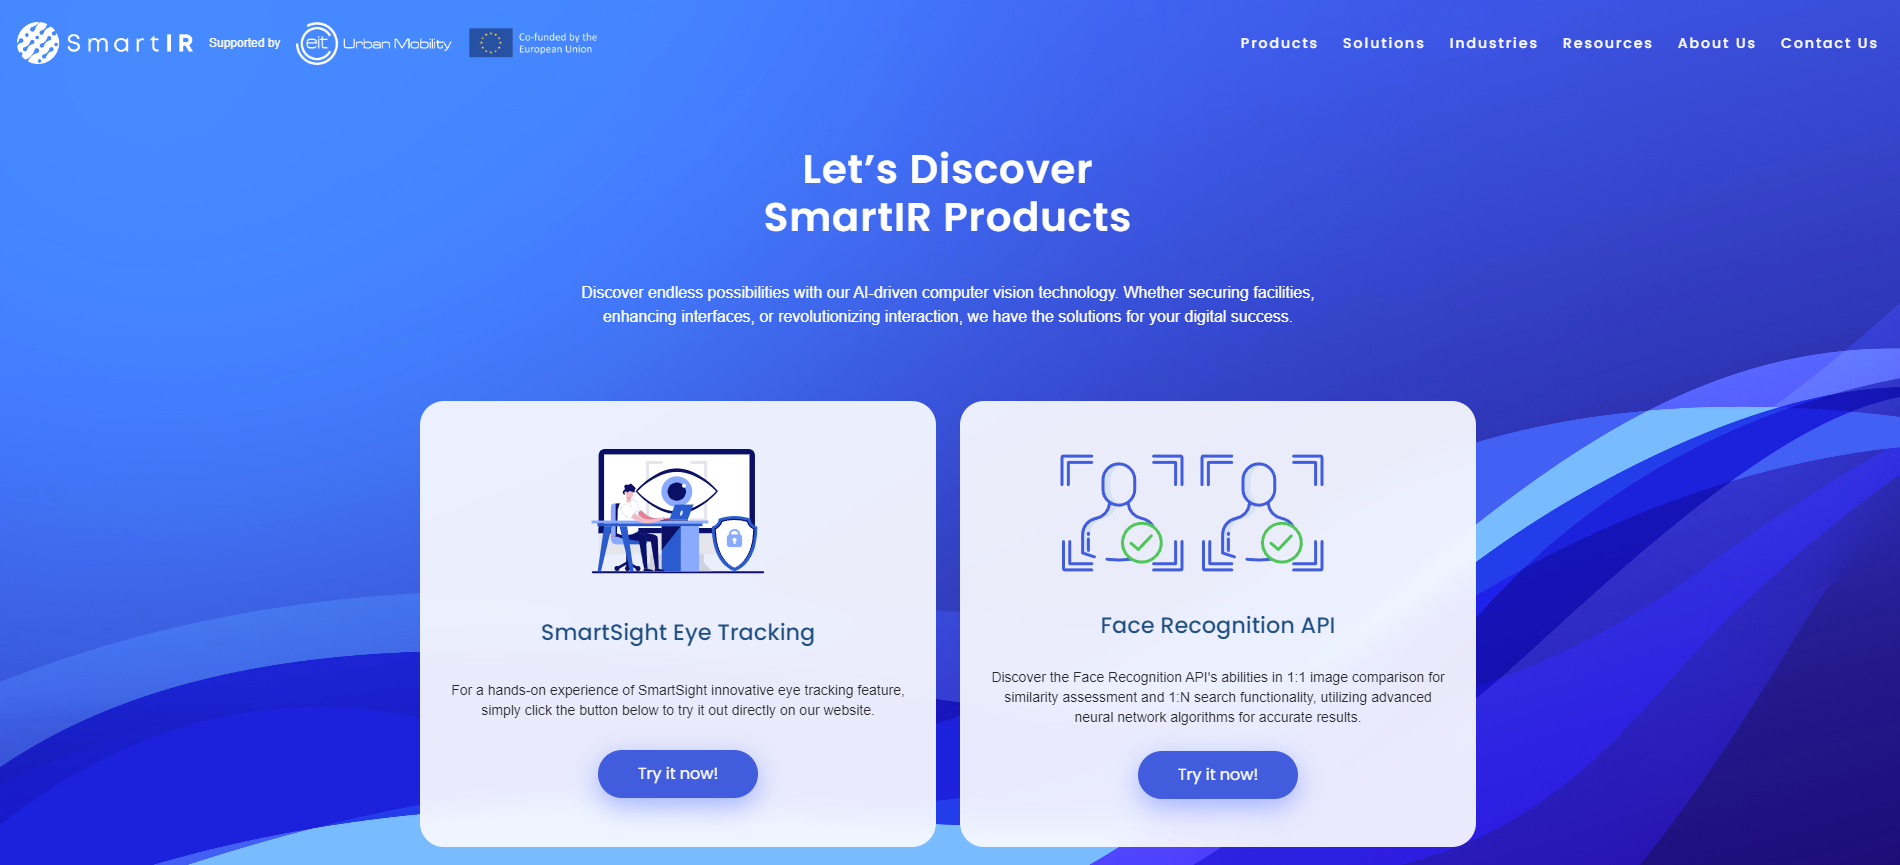 SmartIR
Supported by
eit Urban Mobility
Co-funded by the
European Union
Products Solutions Industries Resources About Us Contact Us
Let’s Discover
SmartIR Products
Discover endless possibilities with our AI-driven computer vision technology. Whether securing facilities,
enhancing interfaces, or revolutionizing interaction, we have the solutions for your digital success.
SmartSight Eye Tracking
For a hands-on experience of SmartSight innovative eye tracking feature,
simply click the button below to try it out directly on our website.
Try it now!
Face Recognition API
Discover the Face Recognition API's abilities in 1:1 image comparison for
similarity assessment and 1:N search functionality, utilizing advanced
neural network algorithms for accurate results.
Try it now!